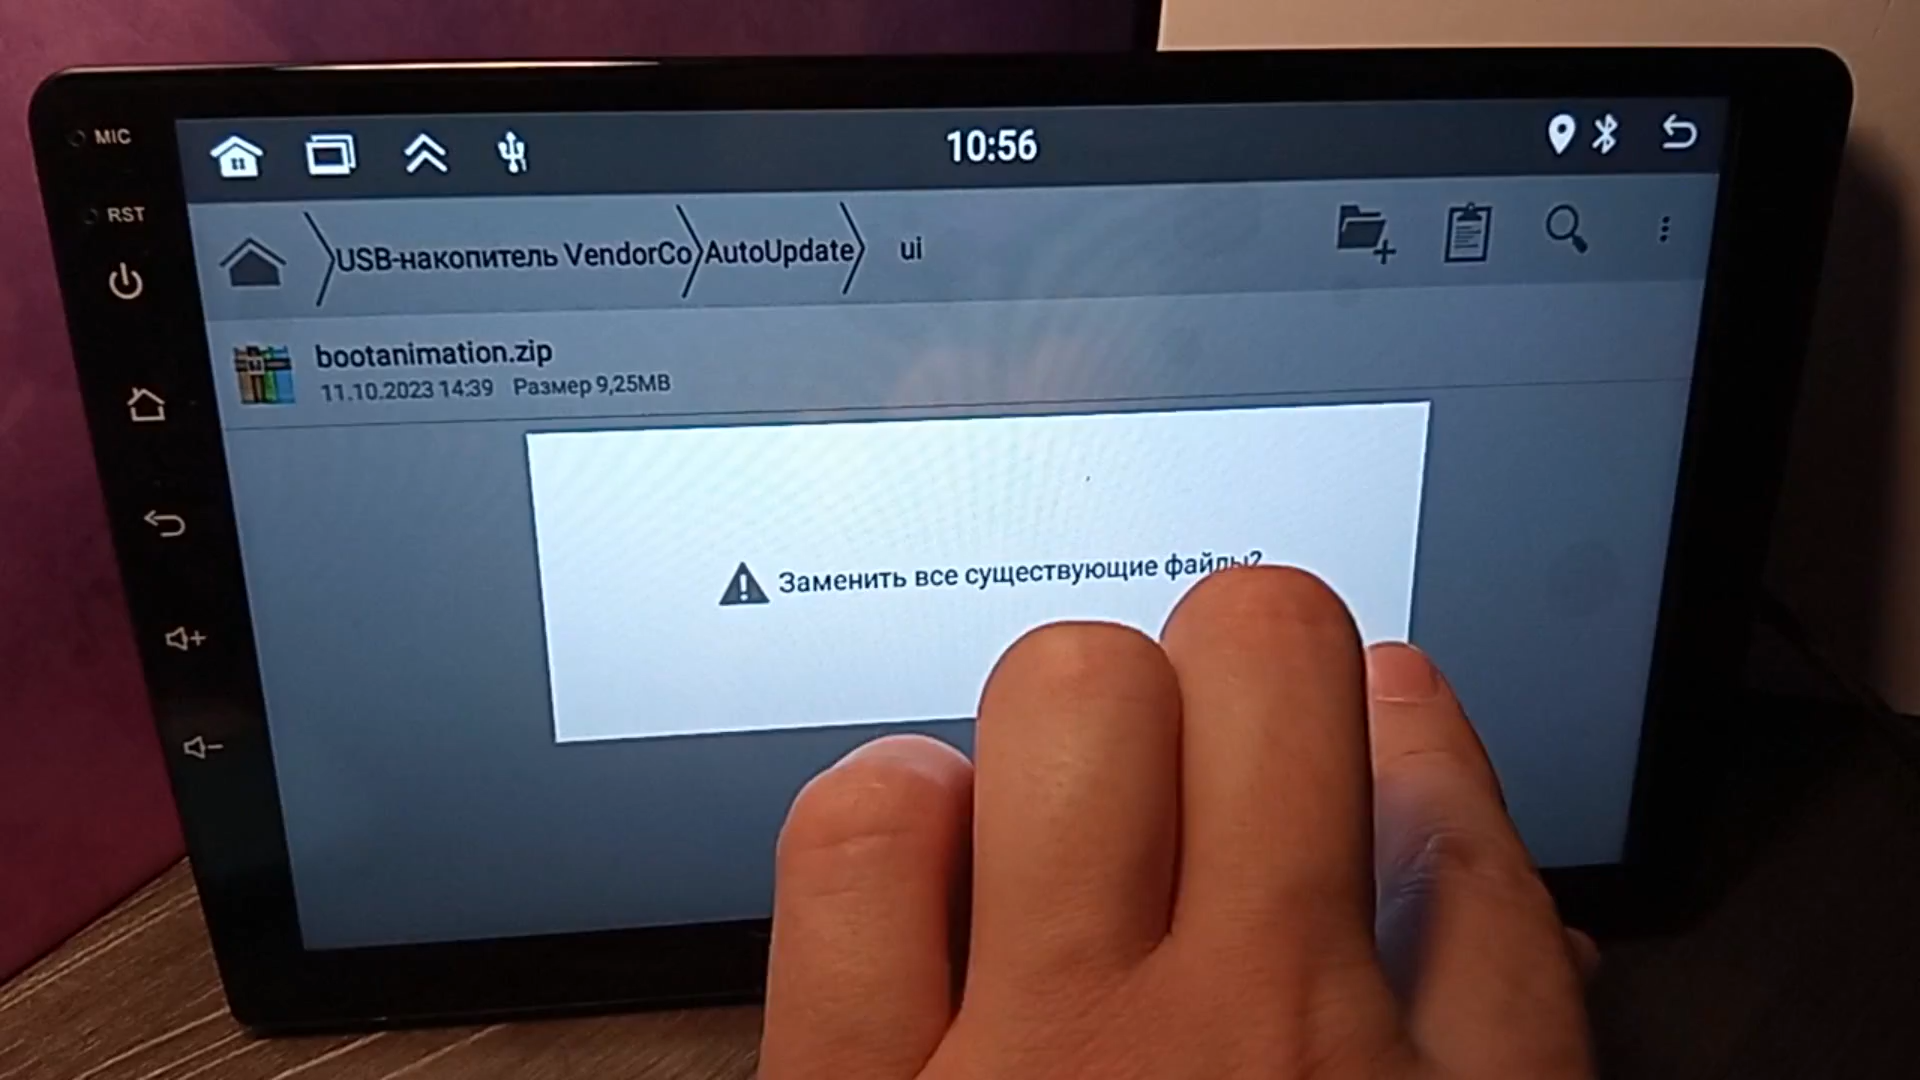 MIC
10:56
RST
USB-накопитель VendorCo
AutoUpdate
ui
bootanimation.zip
11.10.2023 14:39 Размер 9,25MB
Заменить все существующие файлы?